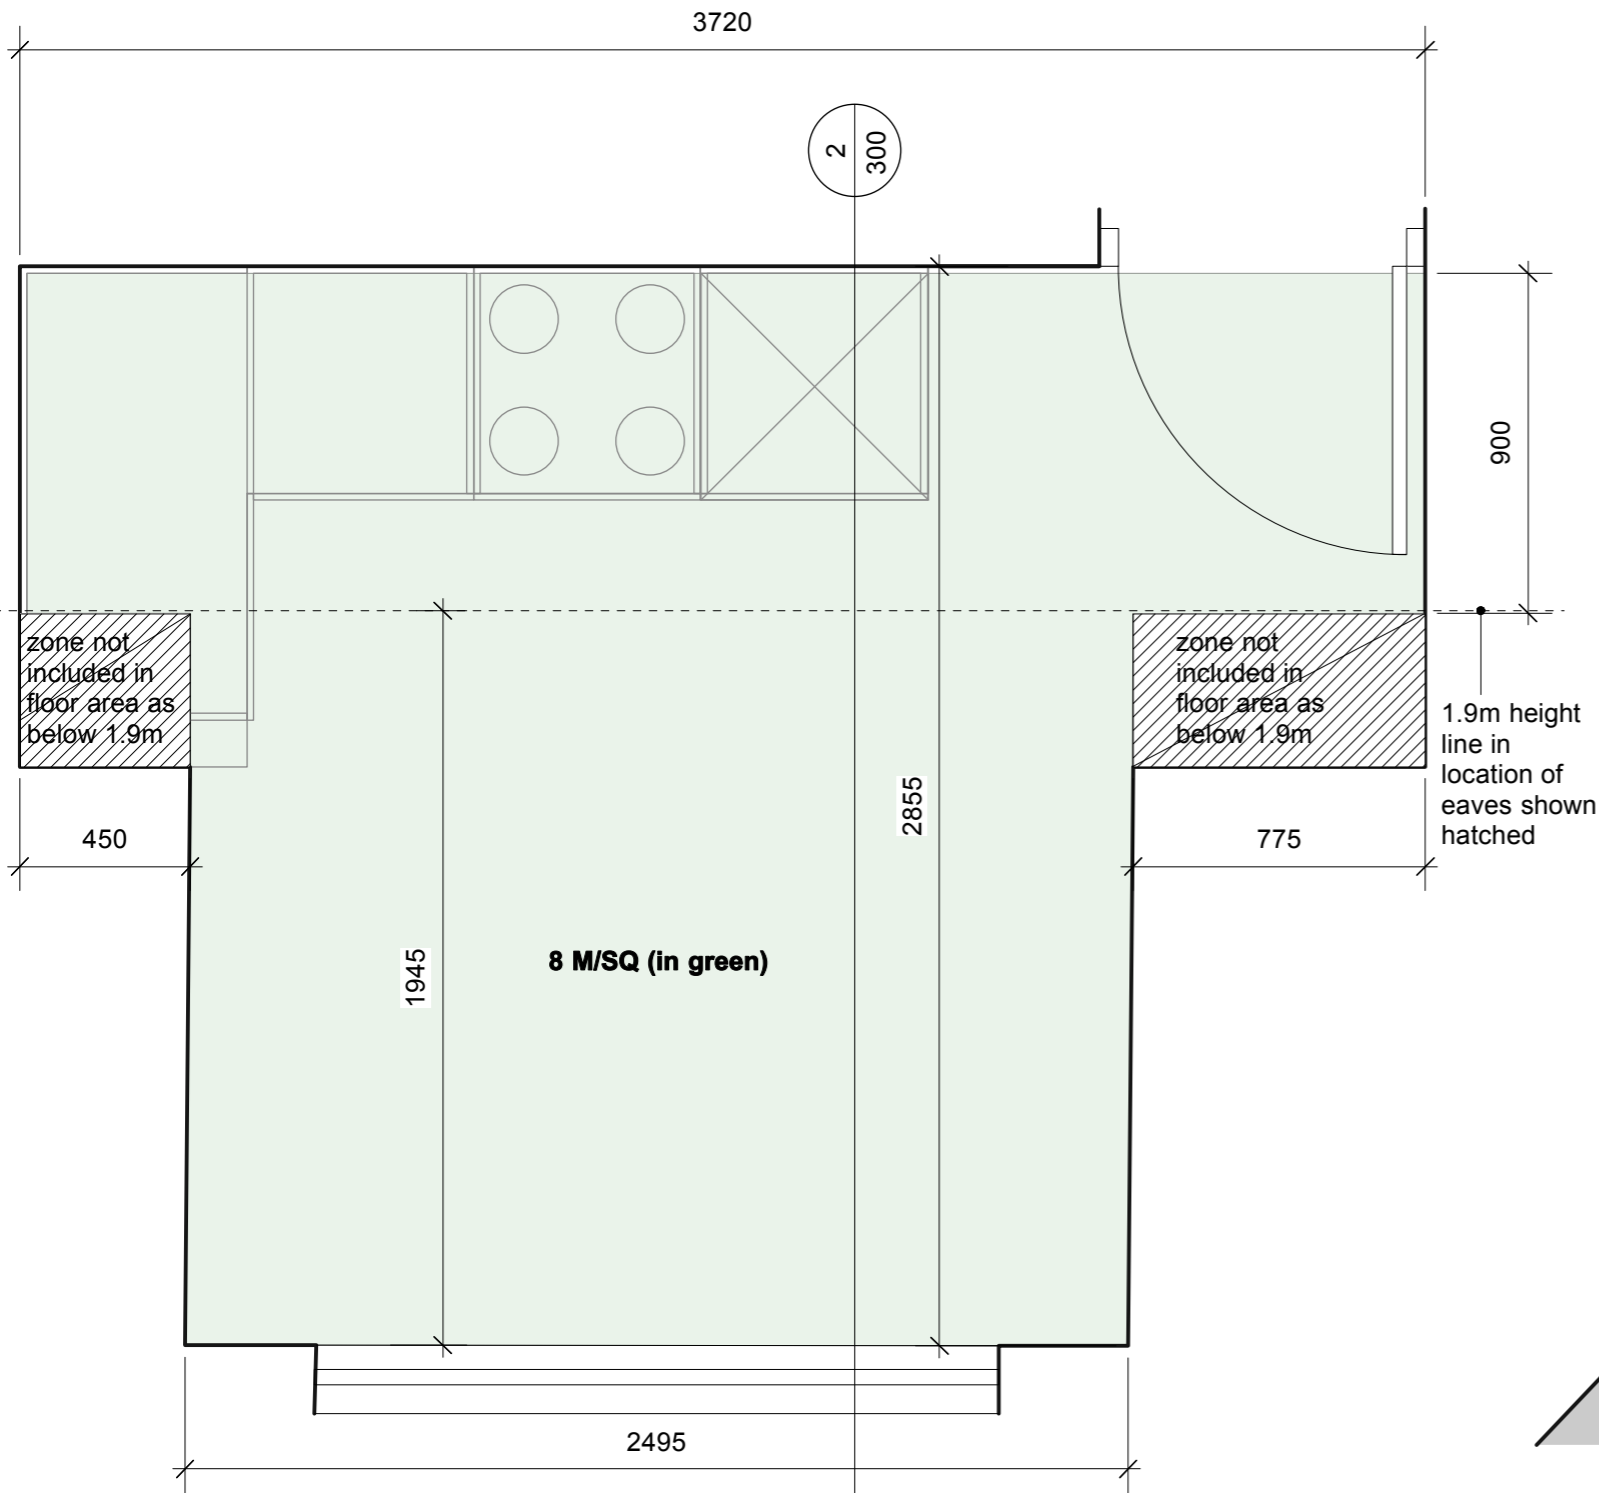 3720
2
300
900
zone not
included in
floor area as
below 1.9m
zone not
included in
floor area as
below 1.9m
1.9m height
line in
location of
eaves shown
hatched
450
2855
775
1945
8 M/SQ (in green)
2495